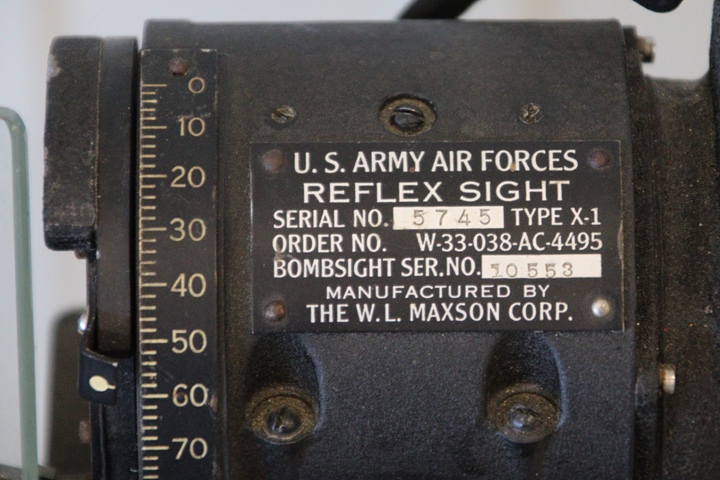 0
10
20
30
40
50
60
70
U. S. ARMY AIR FORCES
REFLEX SIGHT
SERIAL NO. 5745 TYPE X-1
ORDER NO. W-33-038-AC-4495
BOMBSIGHT SER.NO. 10553
MANUFACTURED BY
THE W.L. MAXSON CORP.